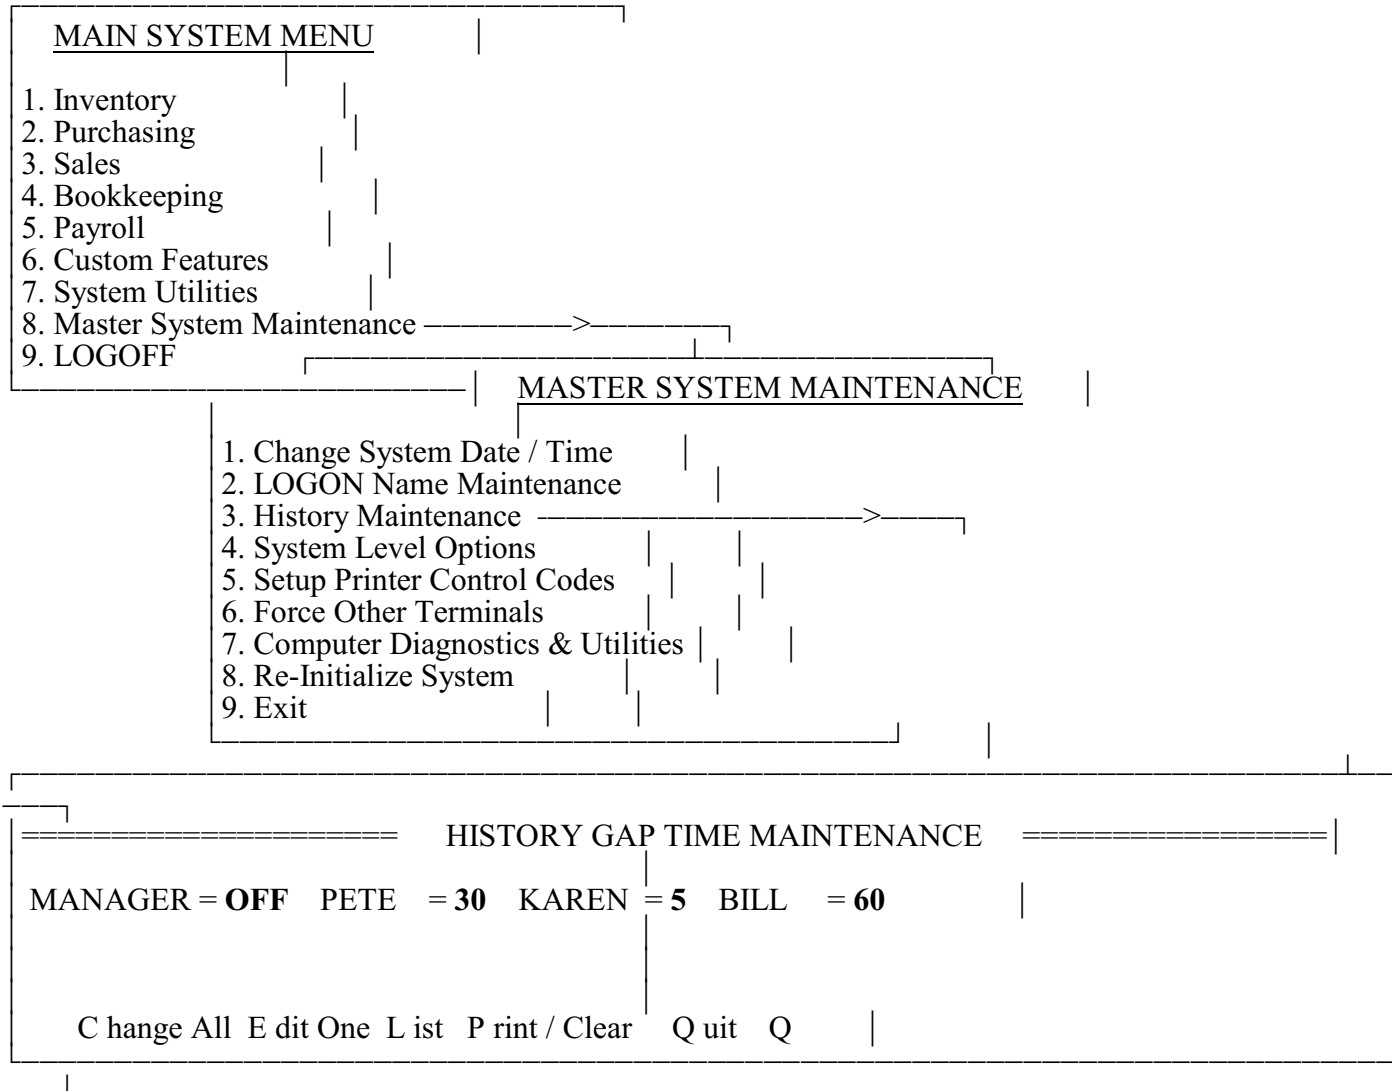 MAIN SYSTEM MENU
1. Inventory
2. Purchasing
3. Sales
4. Bookkeeping
5. Payroll
6. Custom Features
7. System Utilities
8. Master System Maintenance ————————>————————
9. LOGOFF
MASTER SYSTEM MAINTENANCE
1. Change System Date / Time
2. LOGON Name Maintenance
3. History Maintenance ——————————————————>————
4. System Level Options
5. Setup Printer Control Codes
6. Force Other Terminals
7. Computer Diagnostics & Utilities
8. Re-Initialize System
9. Exit
===================== HISTORY GAP TIME MAINTENANCE =================
MANAGER = OFF PETE = 30 KAREN = 5 BILL = 60
C hange All E dit One L ist P rint / Clear Q uit Q